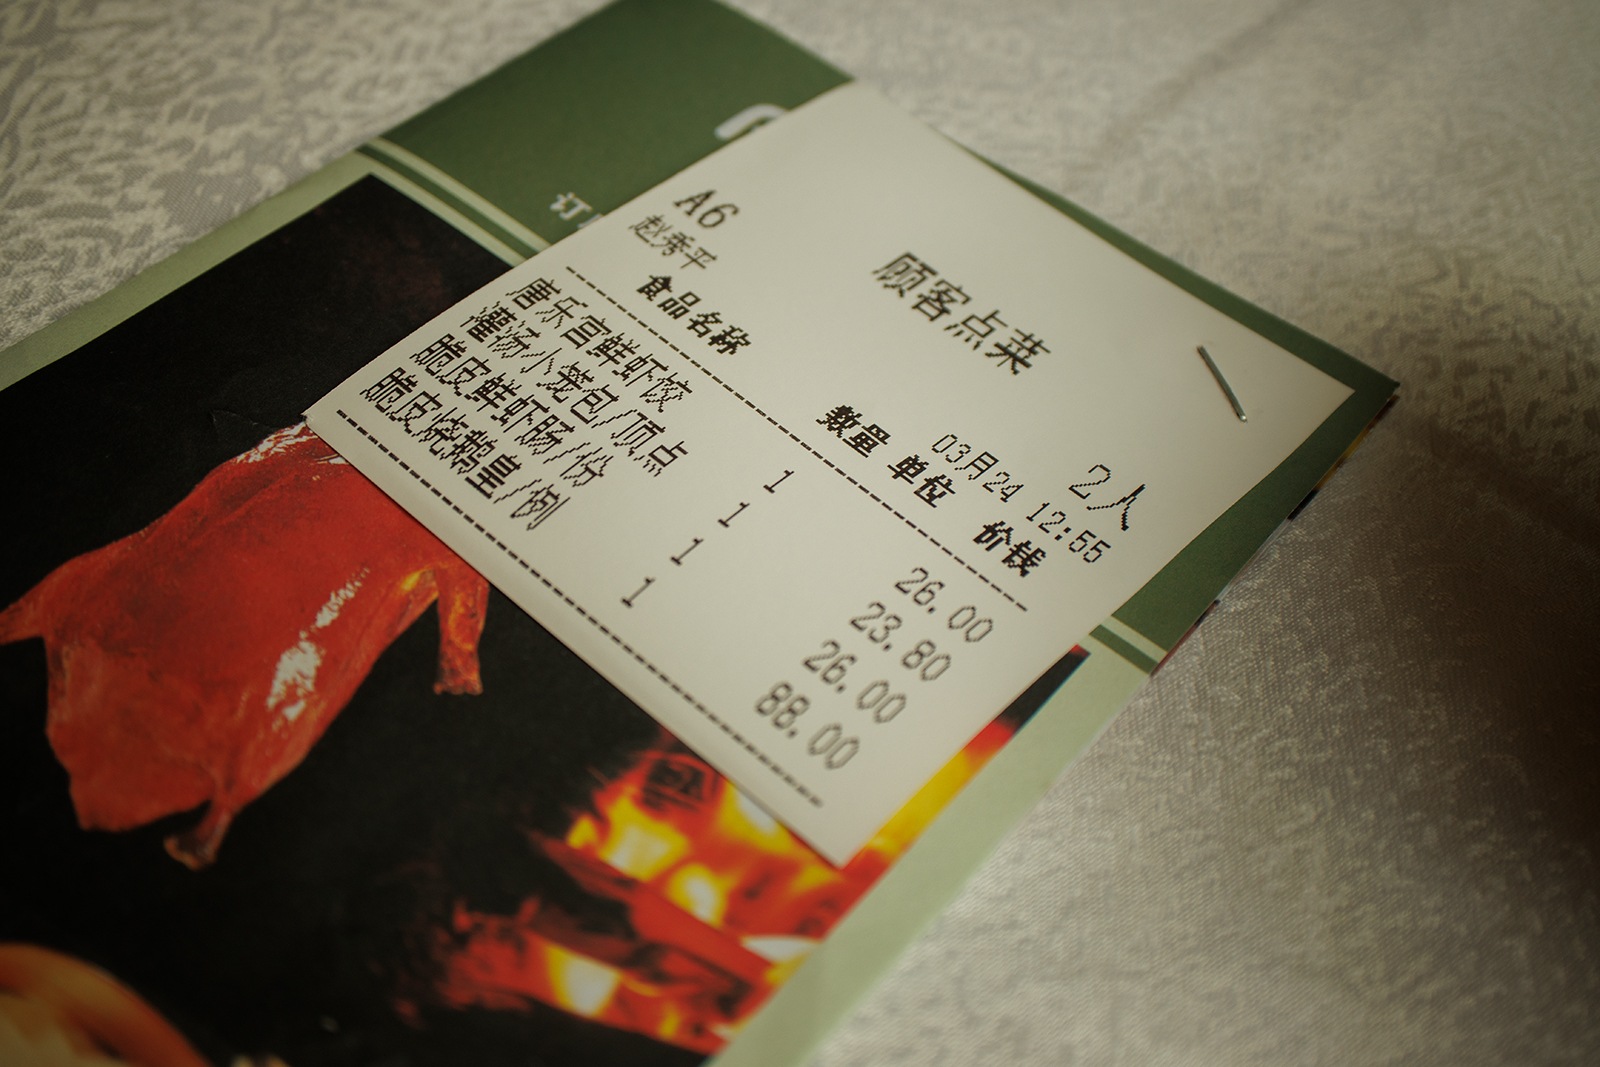 订
顾客点菜
A6 2人
赵秀平 03月24 12:55
食品名称 数量 单位 价钱
唐乐宫鲜虾饺 1 26.00
灌汤小笼包/顶点 1 23.80
脆皮鲜虾肠/份 1 26.00
脆皮烧鹅皇/例 1 88.00